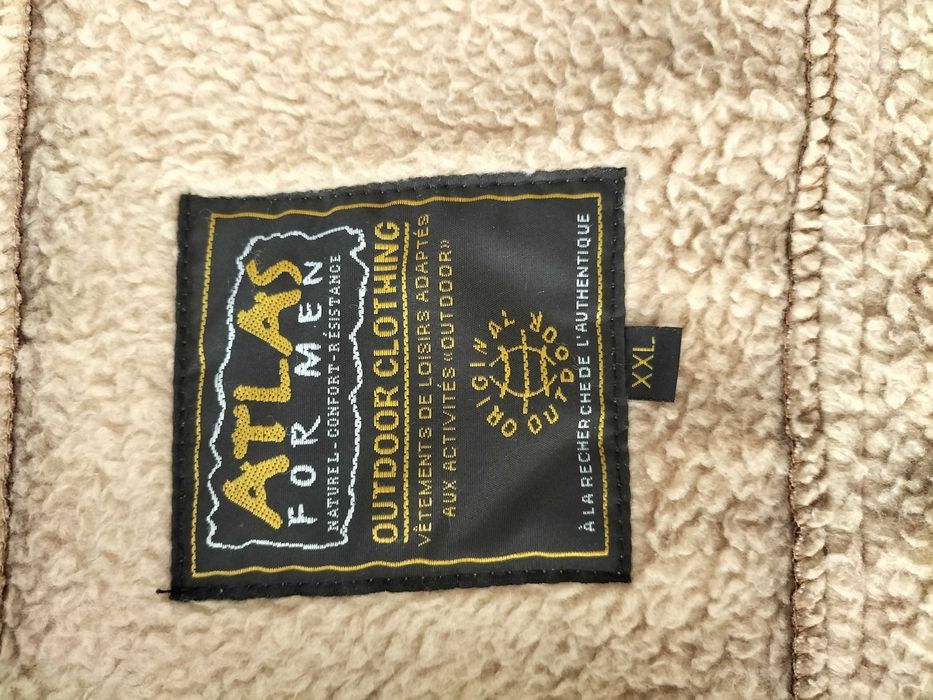 ATLAS
FOR MEN
NATUREL-CONFORT-RÉSISTANCE
OUTDOOR CLOTHING
VÊTEMENTS DE LOISIRS ADAPTÉS
AUX ACTIVITÉS «OUTDOOR»
ORIGINAL
OUTDOOR
À LA RECHERCHE DE L'AUTHENTIQUE
XXL